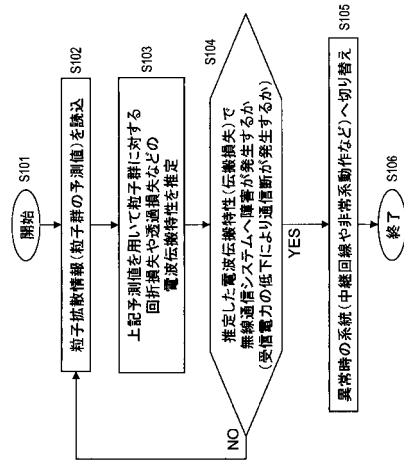 S101
開始
S102
粒子拡散情報(粒子群の予測値)を読込
S103
上記予測値を用いて粒子群に対する
回折損失や透過損失などの
電波伝搬特性を推定
S104
推定した電波伝搬特性(伝搬損失)で
無線通信システムへ障害が発生するか
(受信電力の低下により通信断が発生するか)
NO
YES
S105
異常時の系統(中継回線や非常系動作など)へ切り替え
S106
終了